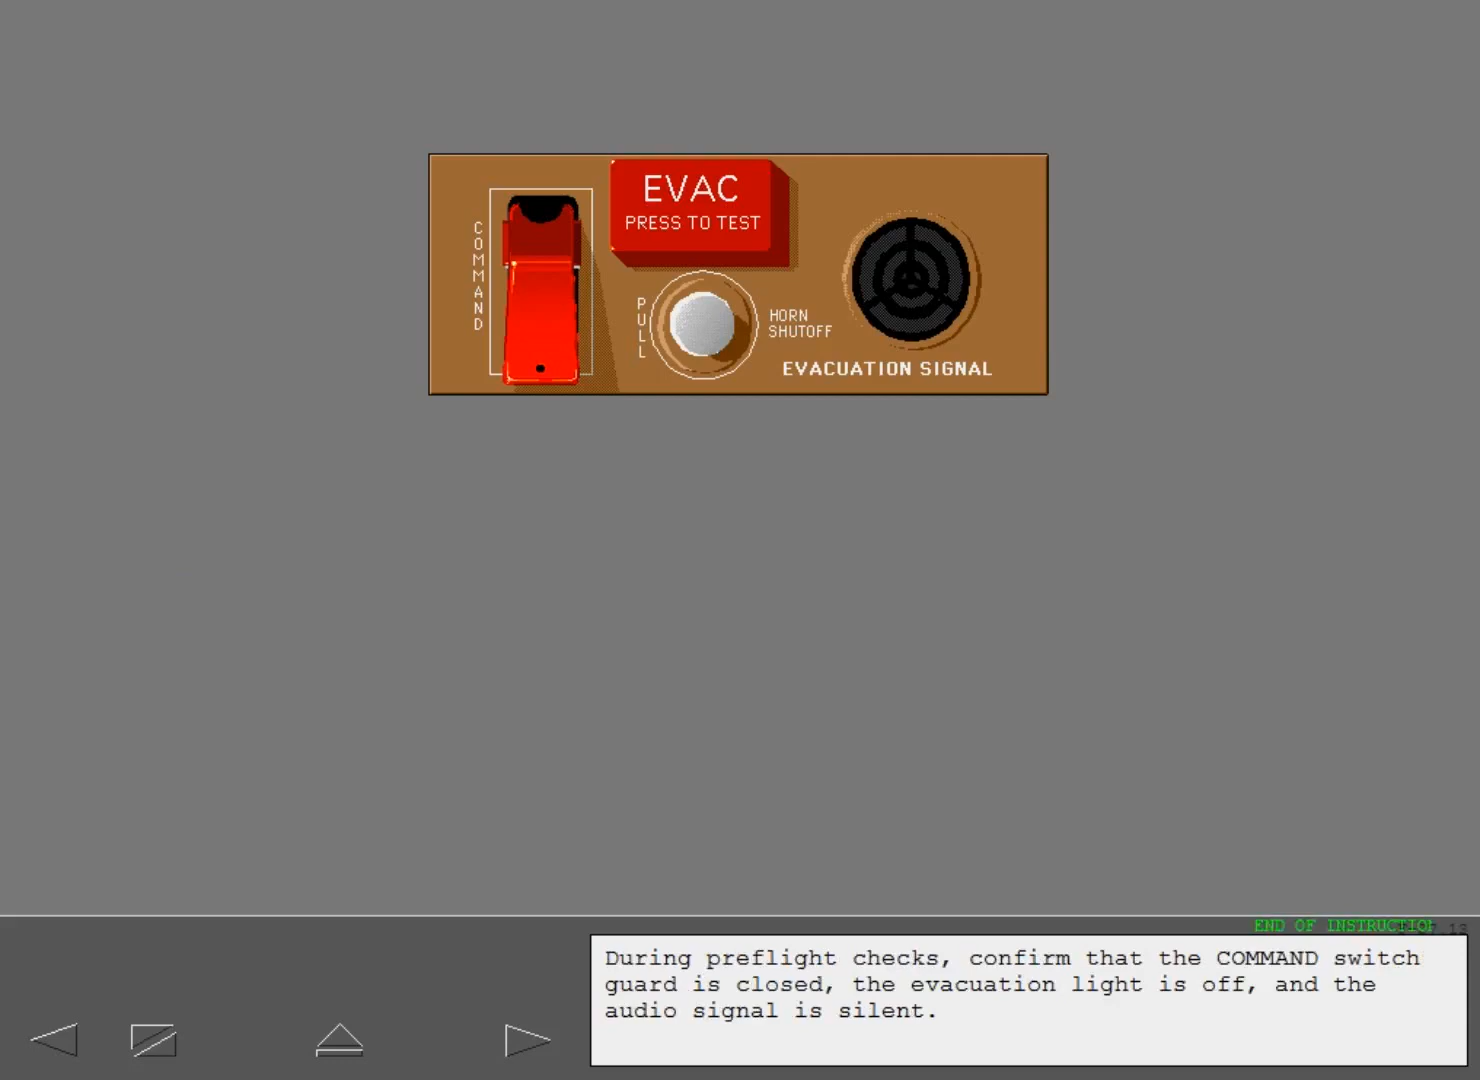 EVAC
PRESS TO TEST
COMMAND
PULL
HORN
SHUTOFF
EVACUATION SIGNAL
END OF INSTRUCTION
During preflight checks, confirm that the COMMAND switch
guard is closed, the evacuation light is off, and the
audio signal is silent.